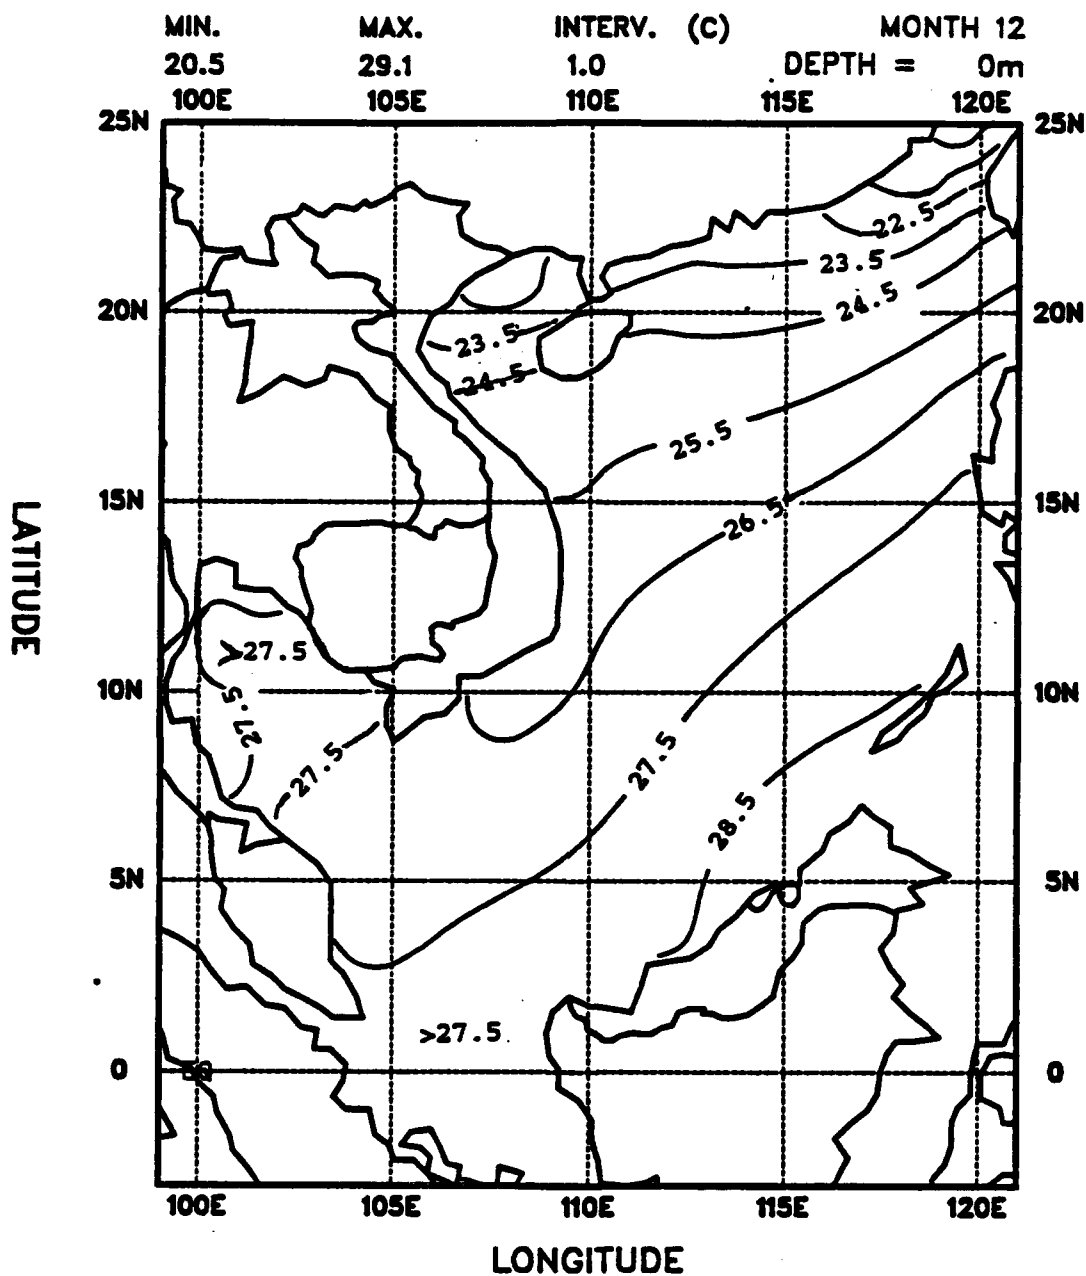 MIN. MAX. INTERV. (C) MONTH 12
20.5 29.1 1.0 DEPTH = 0m
100E 105E 110E 115E 120E
25N 25N
22.5
23.5
24.5
20N 20N
23.5
24.5
25.5
15N 15N
26.5
LATITUDE
>27.5
10N 10N
27.5
27.5
27.5
28.5
5N 5N
>27.5
0 0
100E 105E 110E 115E 120E
LONGITUDE